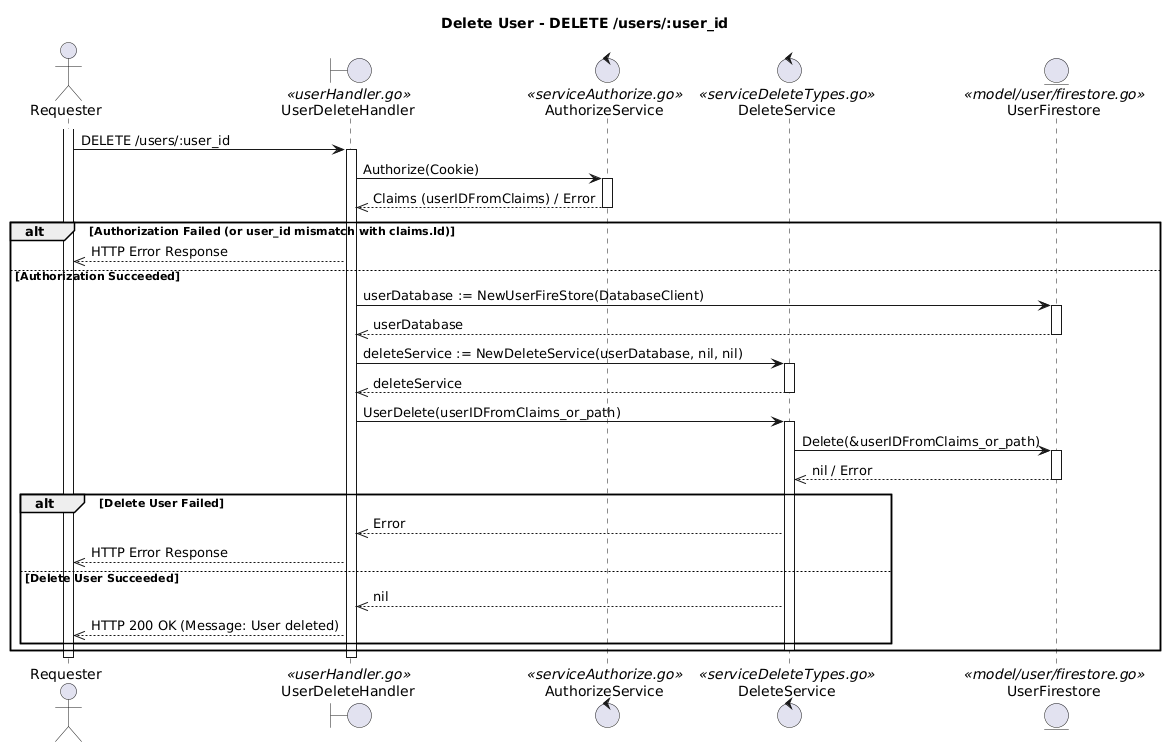 Delete User - DELETE /users/:user_id
Requester
«userHandler.go»
UserDeleteHandler
«serviceAuthorize.go»
AuthorizeService
«serviceDeleteTypes.go»
DeleteService
«model/user/firestore.go»
UserFirestore
DELETE /users/:user_id
Authorize(Cookie)
Claims (userIDFromClaims) / Error
alt [Authorization Failed (or user_id mismatch with claims.Id)]
HTTP Error Response
[Authorization Succeeded]
userDatabase := NewUserFireStore(DatabaseClient)
userDatabase
deleteService := NewDeleteService(userDatabase, nil, nil)
deleteService
UserDelete(userIDFromClaims_or_path)
Delete(&userIDFromClaims_or_path)
nil / Error
alt [Delete User Failed]
Error
HTTP Error Response
[Delete User Succeeded]
nil
HTTP 200 OK (Message: User deleted)
Requester
«userHandler.go»
UserDeleteHandler
«serviceAuthorize.go»
AuthorizeService
«serviceDeleteTypes.go»
DeleteService
«model/user/firestore.go»
UserFirestore